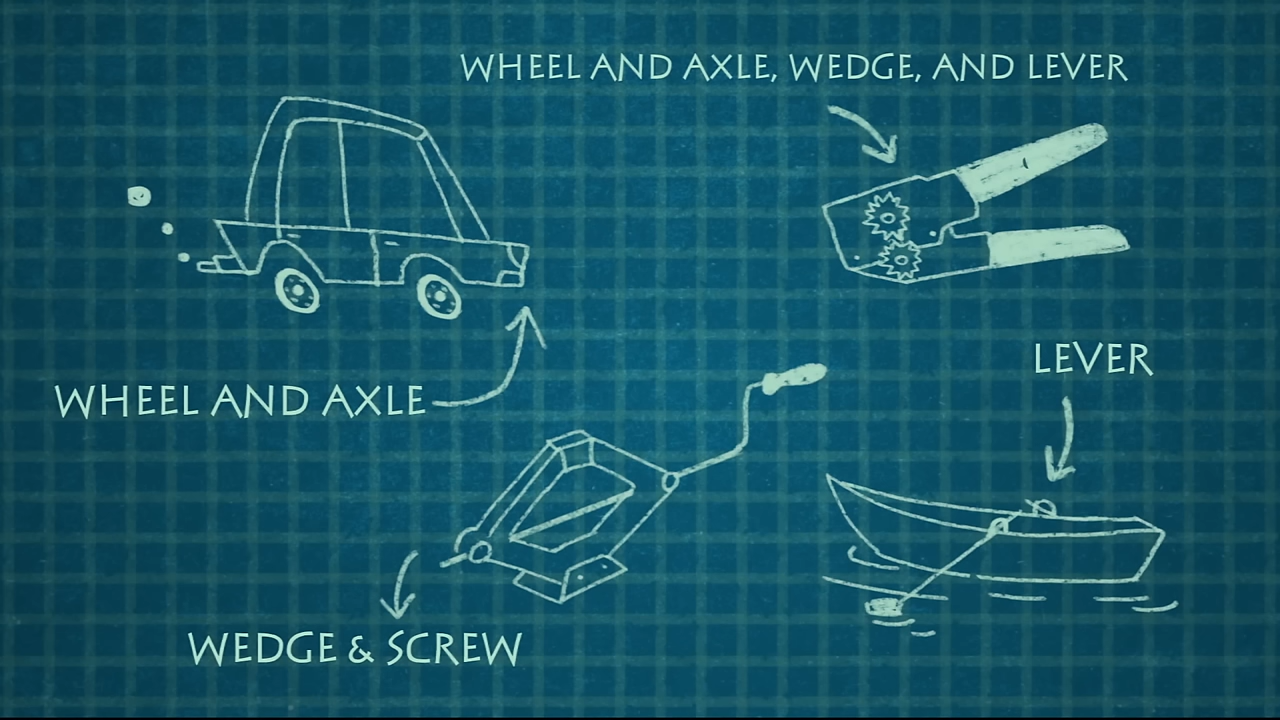 WHEEL AND AXLE, WEDGE, AND LEVER
LEVER
WHEEL AND AXLE
WEDGE & SCREW